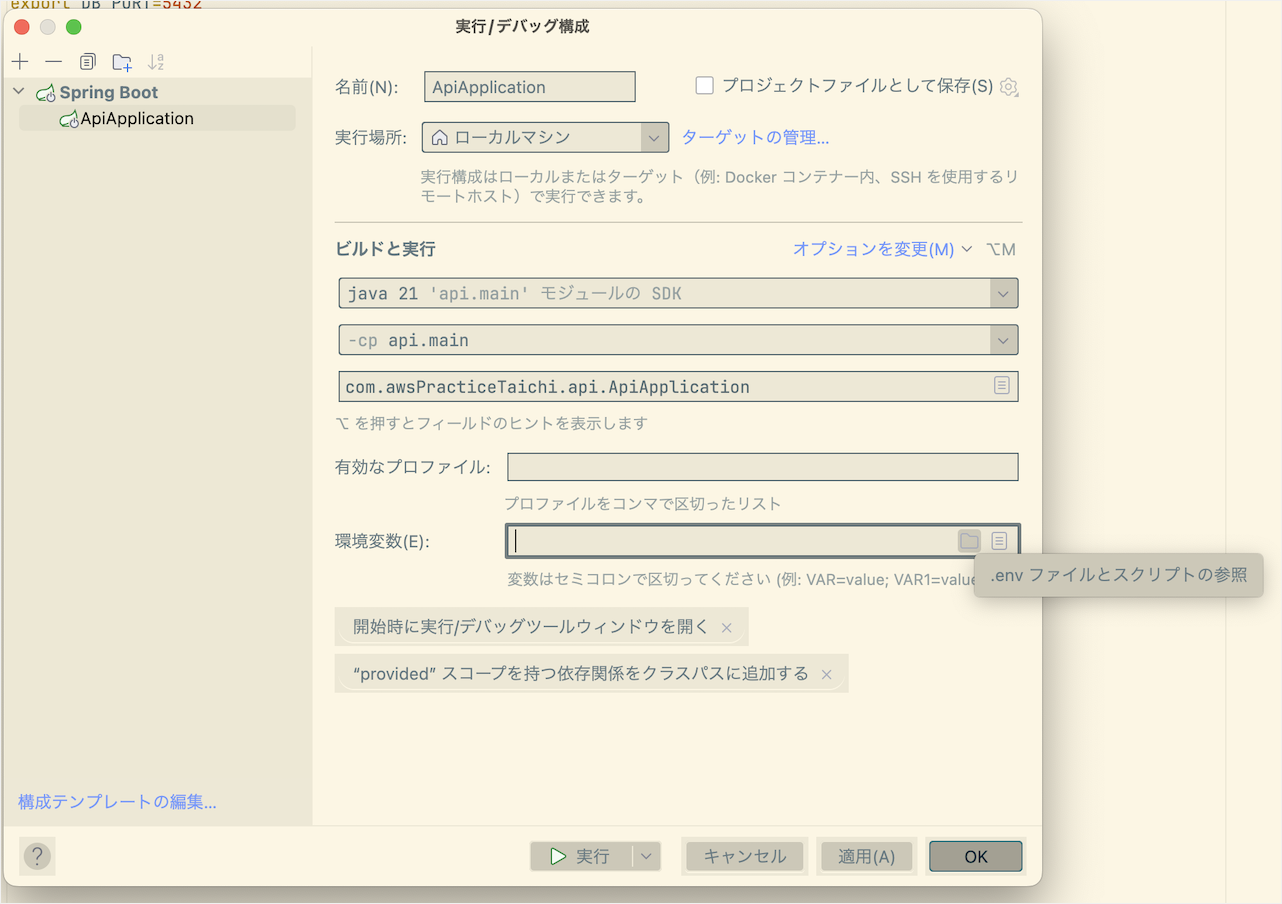 export DB_PORT=5432
実行/デバッグ構成
Spring Boot
ApiApplication
名前(N):
ApiApplication
プロジェクトファイルとして保存(S)
実行場所:
ローカルマシン
ターゲットの管理...
実行構成はローカルまたはターゲット（例: Docker コンテナー内、SSH を使用するリ
モートホスト）で実行できます。
ビルドと実行
オプションを変更(M)
⌥M
java 21 'api.main' モジュールの SDK
-cp api.main
com.awsPracticeTaichi.api.ApiApplication
⌥ を押すとフィールドのヒントを表示します
有効なプロファイル:
プロファイルをコンマで区切ったリスト
環境変数(E):
.env ファイルとスクリプトの参照
変数はセミコロンで区切ってください (例: VAR=value; VAR1=value
開始時に実行/デバッグツールウィンドウを開く ×
“provided” スコープを持つ依存関係をクラスパスに追加する ×
構成テンプレートの編集...
?
実行
キャンセル
適用(A)
OK